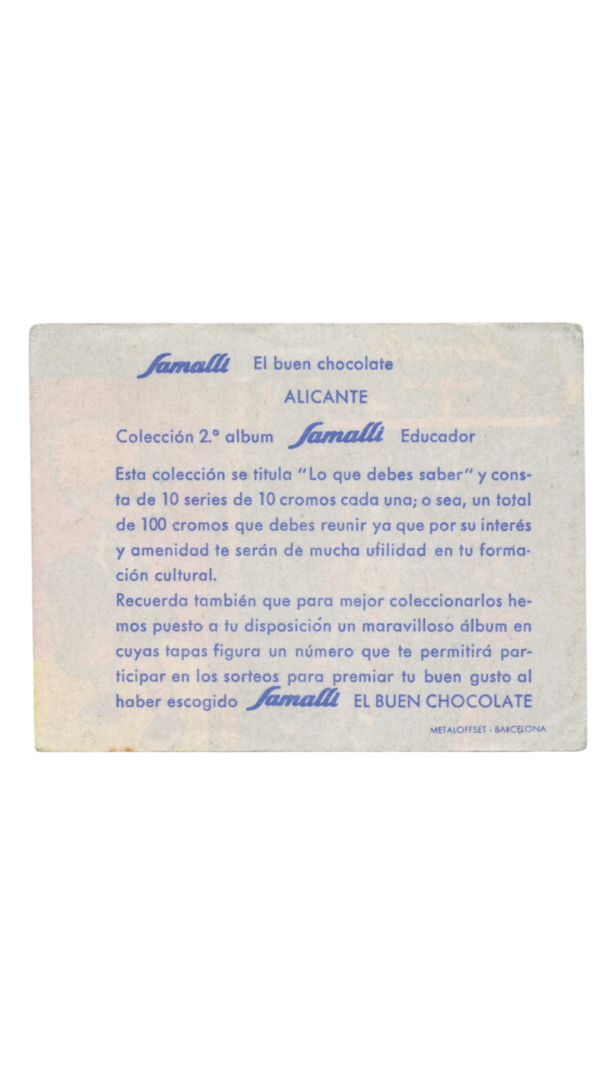 Samalli El buen chocolate
ALICANTE
Colección 2.º album Samalli Educador
Esta colección se titula "Lo que debes saber" y cons-
ta de 10 series de 10 cromos cada una; o sea, un total
de 100 cromos que debes reunir ya que por su interés
y amenidad te serán de mucha ufilidad en tu forma-
ción cultural.
Recuerda también que para mejor coleccionarlos he-
mos puesto a tu disposición un maravilloso álbum en
cuyas tapas figura un número que te permitirá par-
ticipar en los sorteos para premiar tu buen gusto al
haber escogido Samalli EL BUEN CHOCOLATE
METALOFFSET - BARCELONA